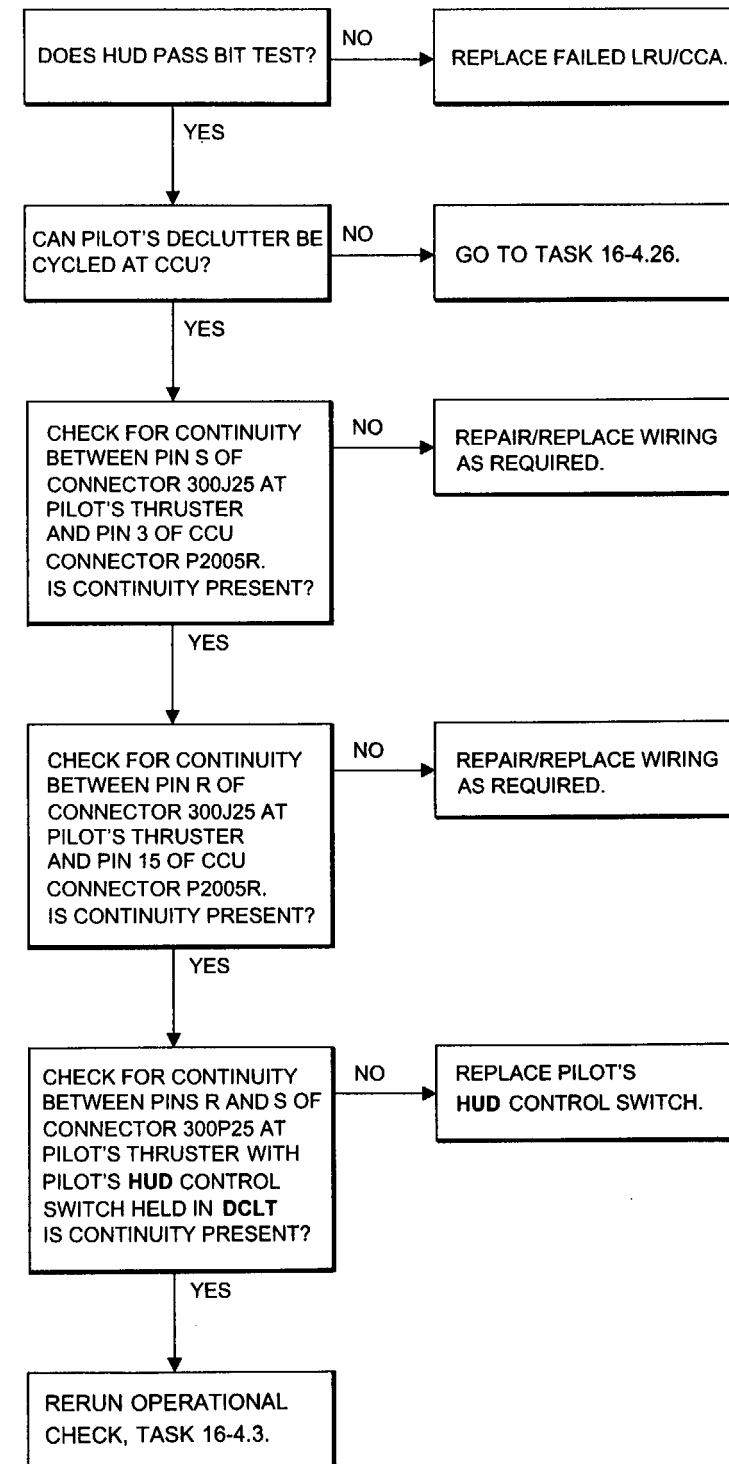 DOES HUD PASS BIT TEST?
NO
REPLACE FAILED LRU/CCA.
YES
CAN PILOT'S DECLUTTER BE
CYCLED AT CCU?
NO
GO TO TASK 16-4.26.
YES
CHECK FOR CONTINUITY
BETWEEN PIN S OF
CONNECTOR 300J25 AT
PILOT'S THRUSTER
AND PIN 3 OF CCU
CONNECTOR P2005R.
IS CONTINUITY PRESENT?
NO
REPAIR/REPLACE WIRING
AS REQUIRED.
YES
CHECK FOR CONTINUITY
BETWEEN PIN R OF
CONNECTOR 300J25 AT
PILOT'S THRUSTER
AND PIN 15 OF CCU
CONNECTOR P2005R.
IS CONTINUITY PRESENT?
NO
REPAIR/REPLACE WIRING
AS REQUIRED.
YES
CHECK FOR CONTINUITY
BETWEEN PINS R AND S OF
CONNECTOR 300P25 AT
PILOT'S THRUSTER WITH
PILOT'S HUD CONTROL
SWITCH HELD IN DCLT
IS CONTINUITY PRESENT?
NO
REPLACE PILOT'S
HUD CONTROL SWITCH.
YES
RERUN OPERATIONAL
CHECK, TASK 16-4.3.